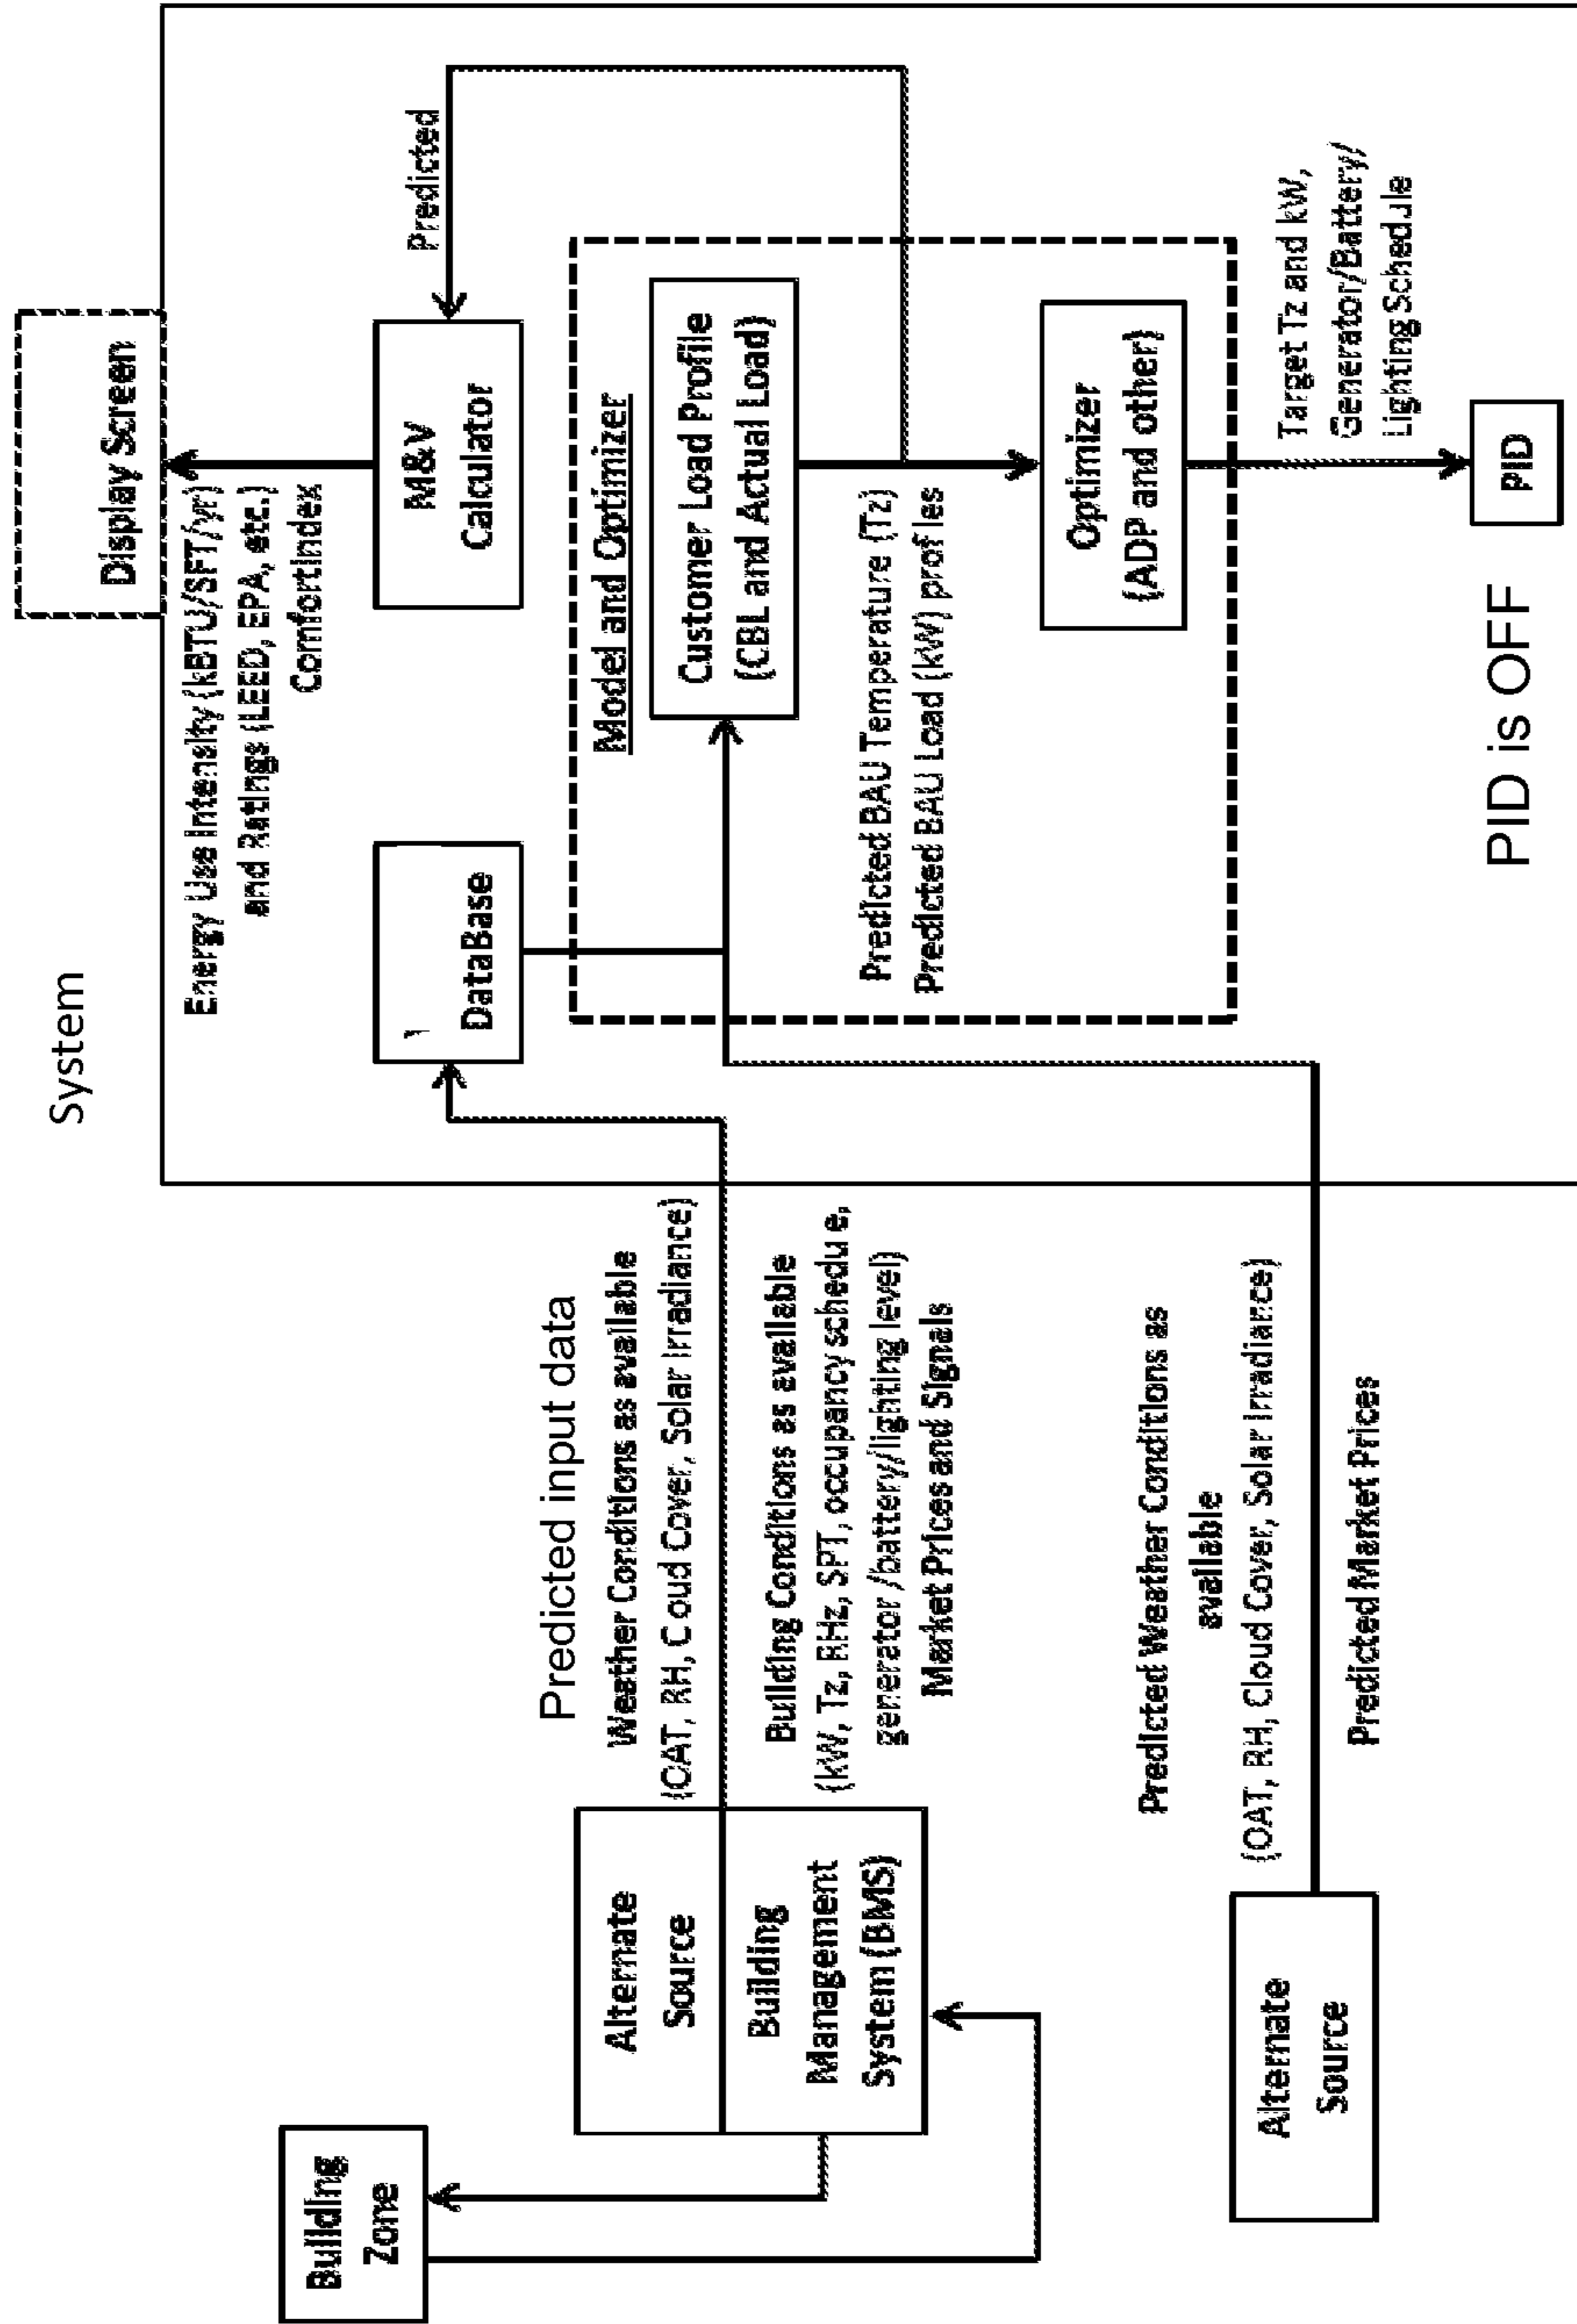 System
Display Screen
Energy Use Intensity (kBTU/SFT/yr)
and Ratings (LEED, EPA, etc.)
Comfort Index
M&V
Calculator
Predicted
DataBase
Model and Optimizer
Customer Load Profile
(CBL and Actual Load)
Predicted BAU Temperature (Tz)
Predicted BAU Load (kW) profiles
Optimizer
(ADP and other)
Target Tz and kW,
Generator/Battery/
Lighting Schedule
PID
PID is OFF
Predicted input data
Weather Conditions as available
(OAT, RH, C oud Cover, Solar Irradiance)
Building Conditions as available
(kW, Tz, RHz, SPT, occupancy schedu e,
generator /battery/lighting level)
Market Prices and Signals
Building
Zone
Alternate
Source
Building
Management
System (BMS)
Predicted Weather Conditions as
available
(OAT, RH, Cloud Cover, Solar Irradiance)
Predicted Market Prices
Alternate
Source